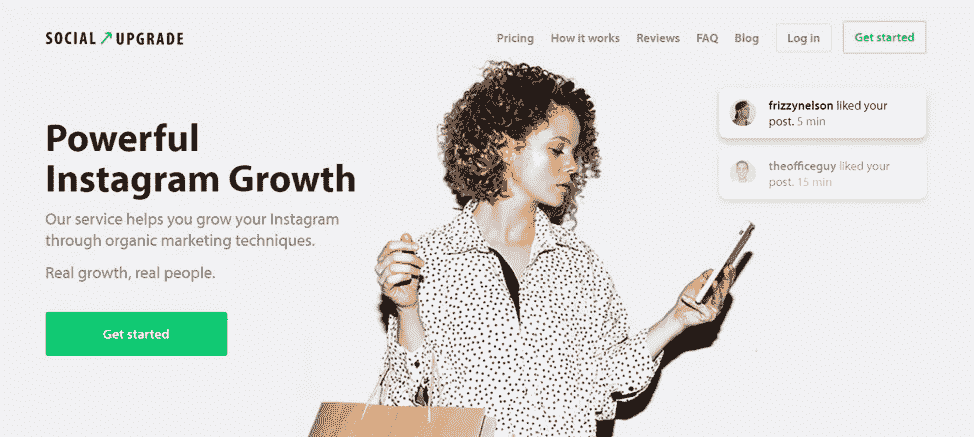 SOCIAL UPGRADE
Pricing
How it works
Reviews
FAQ
Blog
Log in
Get started
Powerful
Instagram Growth
Our service helps you grow your Instagram
through organic marketing techniques.
Real growth, real people.
Get started
frizzynelson liked your
post. 5 min
theofficeguy liked your
post. 15 min